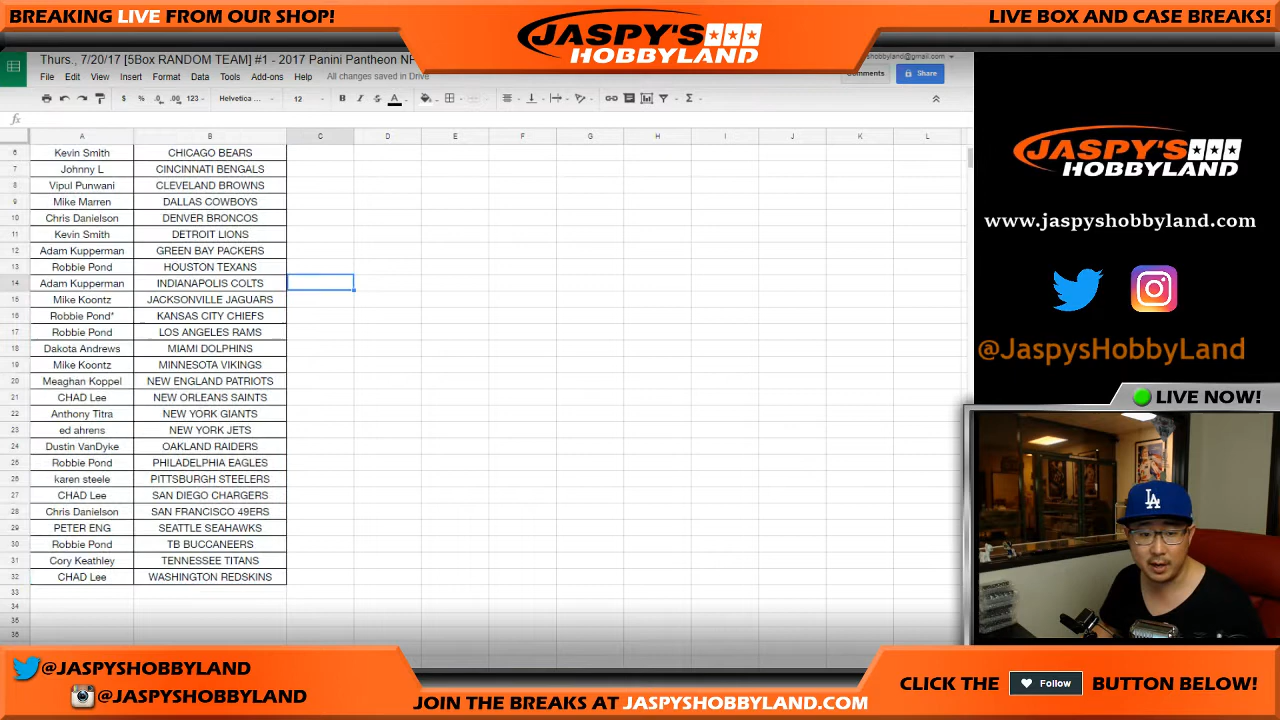 BREAKING LIVE FROM OUR SHOP!
JASPY'S
HOBBYLAND
LIVE BOX AND CASE BREAKS!
Thurs., 7/20/17 [5Box RANDOM TEAM] #1 - 2017 Panini Pantheon NF
hobbyland@gmail.com
File Edit View Insert Format Data Tools Add-ons Help All changes saved in Drive
Comments Share
$ % .0 .00 123 Helvetica ... 12 B I S A
fx
A B C D E F G H I J K L
6 Kevin Smith CHICAGO BEARS
7 Johnny L CINCINNATI BENGALS
8 Vipul Punwani CLEVELAND BROWNS
9 Mike Marren DALLAS COWBOYS
10 Chris Danielson DENVER BRONCOS
11 Kevin Smith DETROIT LIONS
12 Adam Kupperman GREEN BAY PACKERS
13 Robbie Pond HOUSTON TEXANS
14 Adam Kupperman INDIANAPOLIS COLTS
15 Mike Koontz JACKSONVILLE JAGUARS
16 Robbie Pond* KANSAS CITY CHIEFS
17 Robbie Pond LOS ANGELES RAMS
18 Dakota Andrews MIAMI DOLPHINS
19 Mike Koontz MINNESOTA VIKINGS
20 Meaghan Koppel NEW ENGLAND PATRIOTS
21 CHAD Lee NEW ORLEANS SAINTS
22 Anthony Titra NEW YORK GIANTS
23 ed ahrens NEW YORK JETS
24 Dustin VanDyke OAKLAND RAIDERS
25 Robbie Pond PHILADELPHIA EAGLES
26 karen steele PITTSBURGH STEELERS
27 CHAD Lee SAN DIEGO CHARGERS
28 Chris Danielson SAN FRANCISCO 49ERS
29 PETER ENG SEATTLE SEAHAWKS
30 Robbie Pond TB BUCCANEERS
31 Cory Keathley TENNESSEE TITANS
32 CHAD Lee WASHINGTON REDSKINS
33
34
35
36
JASPY'S
HOBBYLAND
www.jaspyshobbyland.com
@JaspysHobbyLand
LIVE NOW!
LA
@JASPYSHOBBYLAND
@JASPYSHOBBYLAND
JOIN THE BREAKS AT JASPYSHOBBYLAND.COM
CLICK THE Follow BUTTON BELOW!